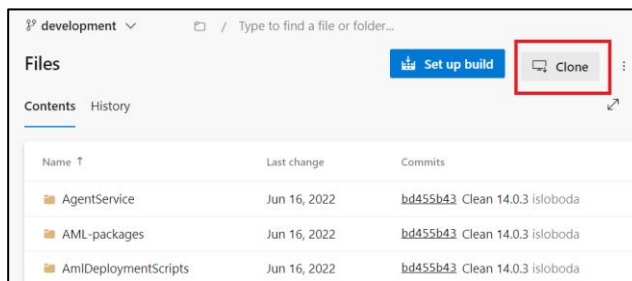 development / Type to find a file or folder...
Files Set up build Clone
Contents History
Name ↑ Last change Commits
AgentService Jun 16, 2022 bd455b43 Clean 14.0.3 isloboda
AML-packages Jun 16, 2022 bd455b43 Clean 14.0.3 isloboda
AmlDeploymentScripts Jun 16, 2022 bd455b43 Clean 14.0.3 isloboda